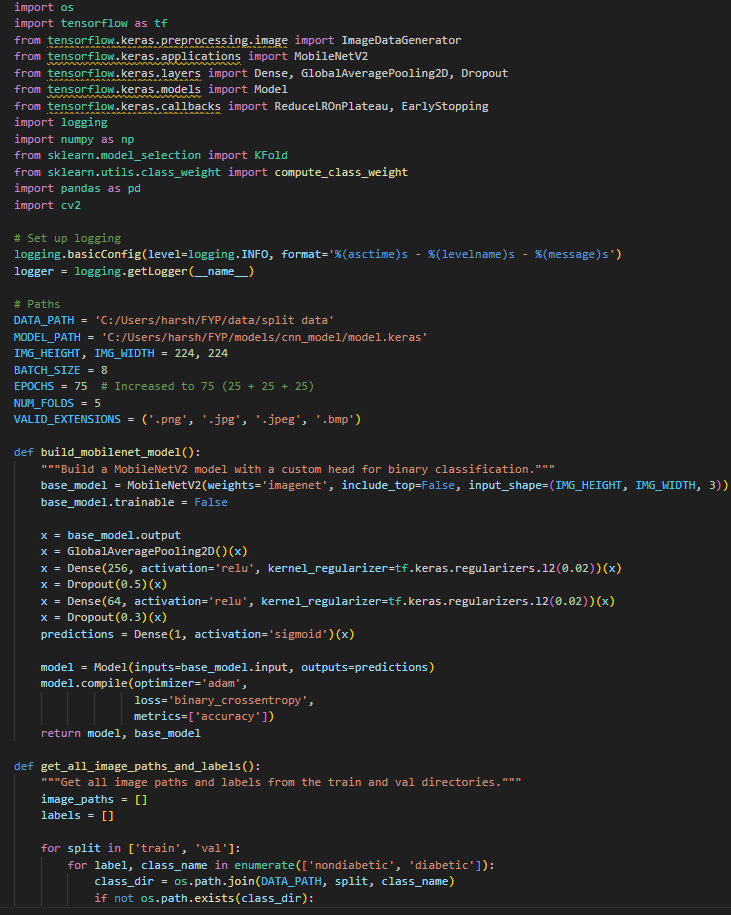 import os
import tensorflow as tf
from tensorflow.keras.preprocessing.image import ImageDataGenerator
from tensorflow.keras.applications import MobileNetV2
from tensorflow.keras.layers import Dense, GlobalAveragePooling2D, Dropout
from tensorflow.keras.models import Model
from tensorflow.keras.callbacks import ReduceLROnPlateau, EarlyStopping
import logging
import numpy as np
from sklearn.model_selection import KFold
from sklearn.utils.class_weight import compute_class_weight
import pandas as pd
import cv2

# Set up logging
logging.basicConfig(level=logging.INFO, format='%(asctime)s - %(levelname)s - %(message)s')
logger = logging.getLogger(__name__)

# Paths
DATA_PATH = 'C:/Users/harsh/FYP/data/split data'
MODEL_PATH = 'C:/Users/harsh/FYP/models/cnn_model/model.keras'
IMG_HEIGHT, IMG_WIDTH = 224, 224
BATCH_SIZE = 8
EPOCHS = 75  # Increased to 75 (25 + 25 + 25)
NUM_FOLDS = 5
VALID_EXTENSIONS = ('.png', '.jpg', '.jpeg', '.bmp')

def build_mobilenet_model():
    """Build a MobileNetV2 model with a custom head for binary classification."""
    base_model = MobileNetV2(weights='imagenet', include_top=False, input_shape=(IMG_HEIGHT, IMG_WIDTH, 3))
    base_model.trainable = False

    x = base_model.output
    x = GlobalAveragePooling2D()(x)
    x = Dense(256, activation='relu', kernel_regularizer=tf.keras.regularizers.l2(0.02))(x)
    x = Dropout(0.5)(x)
    x = Dense(64, activation='relu', kernel_regularizer=tf.keras.regularizers.l2(0.02))(x)
    x = Dropout(0.3)(x)
    predictions = Dense(1, activation='sigmoid')(x)

    model = Model(inputs=base_model.input, outputs=predictions)
    model.compile(optimizer='adam',
                  loss='binary_crossentropy',
                  metrics=['accuracy'])
    return model, base_model

def get_all_image_paths_and_labels():
    """Get all image paths and labels from the train and val directories."""
    image_paths = []
    labels = []

    for split in ['train', 'val']:
        for label, class_name in enumerate(['nondiabetic', 'diabetic']):
            class_dir = os.path.join(DATA_PATH, split, class_name)
            if not os.path.exists(class_dir):